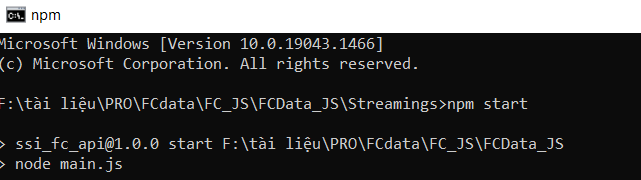 npm
Microsoft Windows [Version 10.0.19043.1466]
(c) Microsoft Corporation. All rights reserved.
F:\tài liệu\PRO\FCdata\FC_JS\FCData_JS\Streamings>npm start
> ssi_fc_api@1.0.0 start F:\tài liệu\PRO\FCdata\FC_JS\FCData_JS
> node main.js